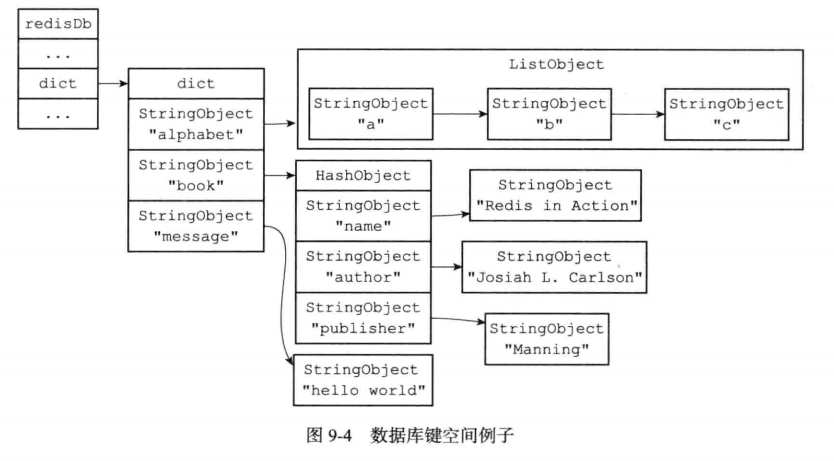 redisDb
...
dict
...
dict
StringObject
"alphabet"
StringObject
"book"
StringObject
"message"
ListObject
StringObject
"a"
StringObject
"b"
StringObject
"c"
HashObject
StringObject
"name"
StringObject
"author"
StringObject
"publisher"
StringObject
"Redis in Action"
StringObject
"Josiah L. Carlson"
StringObject
"Manning"
StringObject
"hello world"
图 9-4 数据库键空间例子